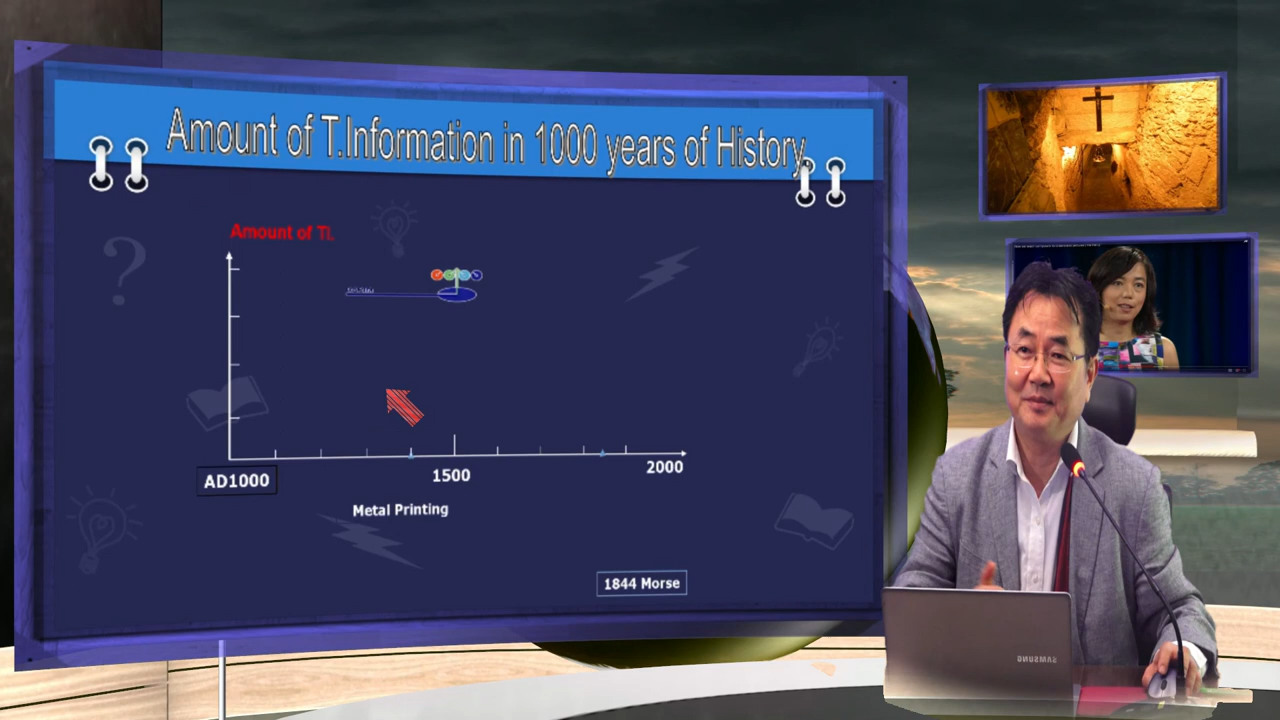 Amount of T.Information in 1000 years of History.
Amount of TI.
AD1000
1500
2000
Metal Printing
1844 Morse
SAMSUNG